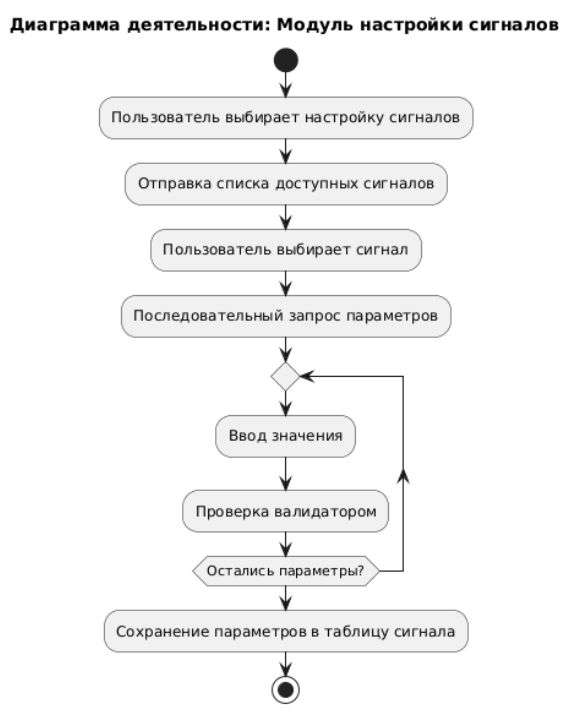 Диаграмма деятельности: Модуль настройки сигналов
Пользователь выбирает настройку сигналов
Отправка списка доступных сигналов
Пользователь выбирает сигнал
Последовательный запрос параметров
Ввод значения
Проверка валидатором
Остались параметры?
Сохранение параметров в таблицу сигнала